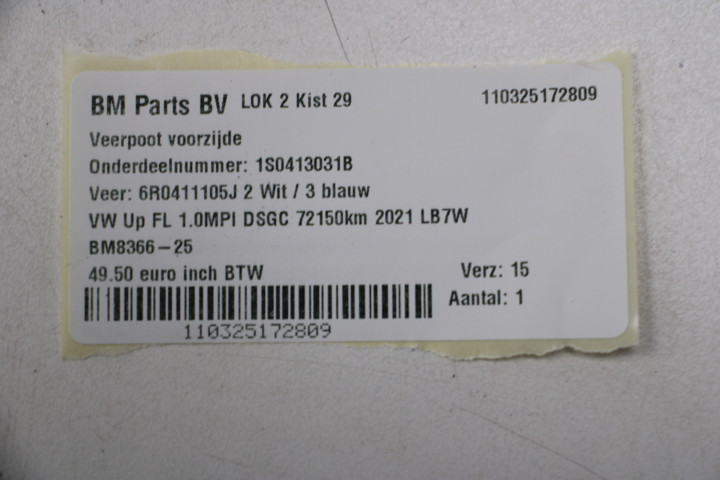 BM Parts BV LOK 2 Kist 29 110325172809
Veerpoot voorzijde
Onderdeelnummer: 1S0413031B
Veer: 6R0411105J 2 Wit / 3 blauw
VW Up FL 1.0MPI DSGC 72150km 2021 LB7W
BM8366-25
49.50 euro inch BTW Verz: 15
Aantal: 1
110325172809